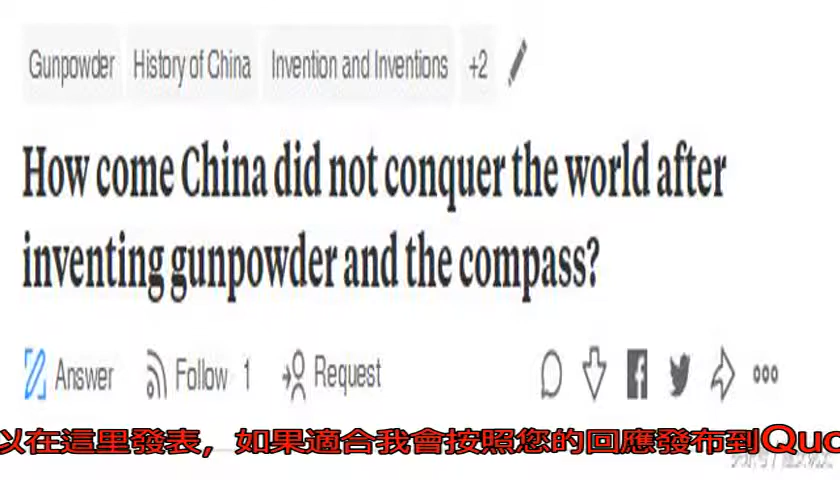 Gunpowder History of China Invention and Inventions +2
How come China did not conquer the world after
inventing gunpowder and the compass?
Answer Follow 1 Request
以在這里發表，如果適合我會按照您的回應發布到Quo